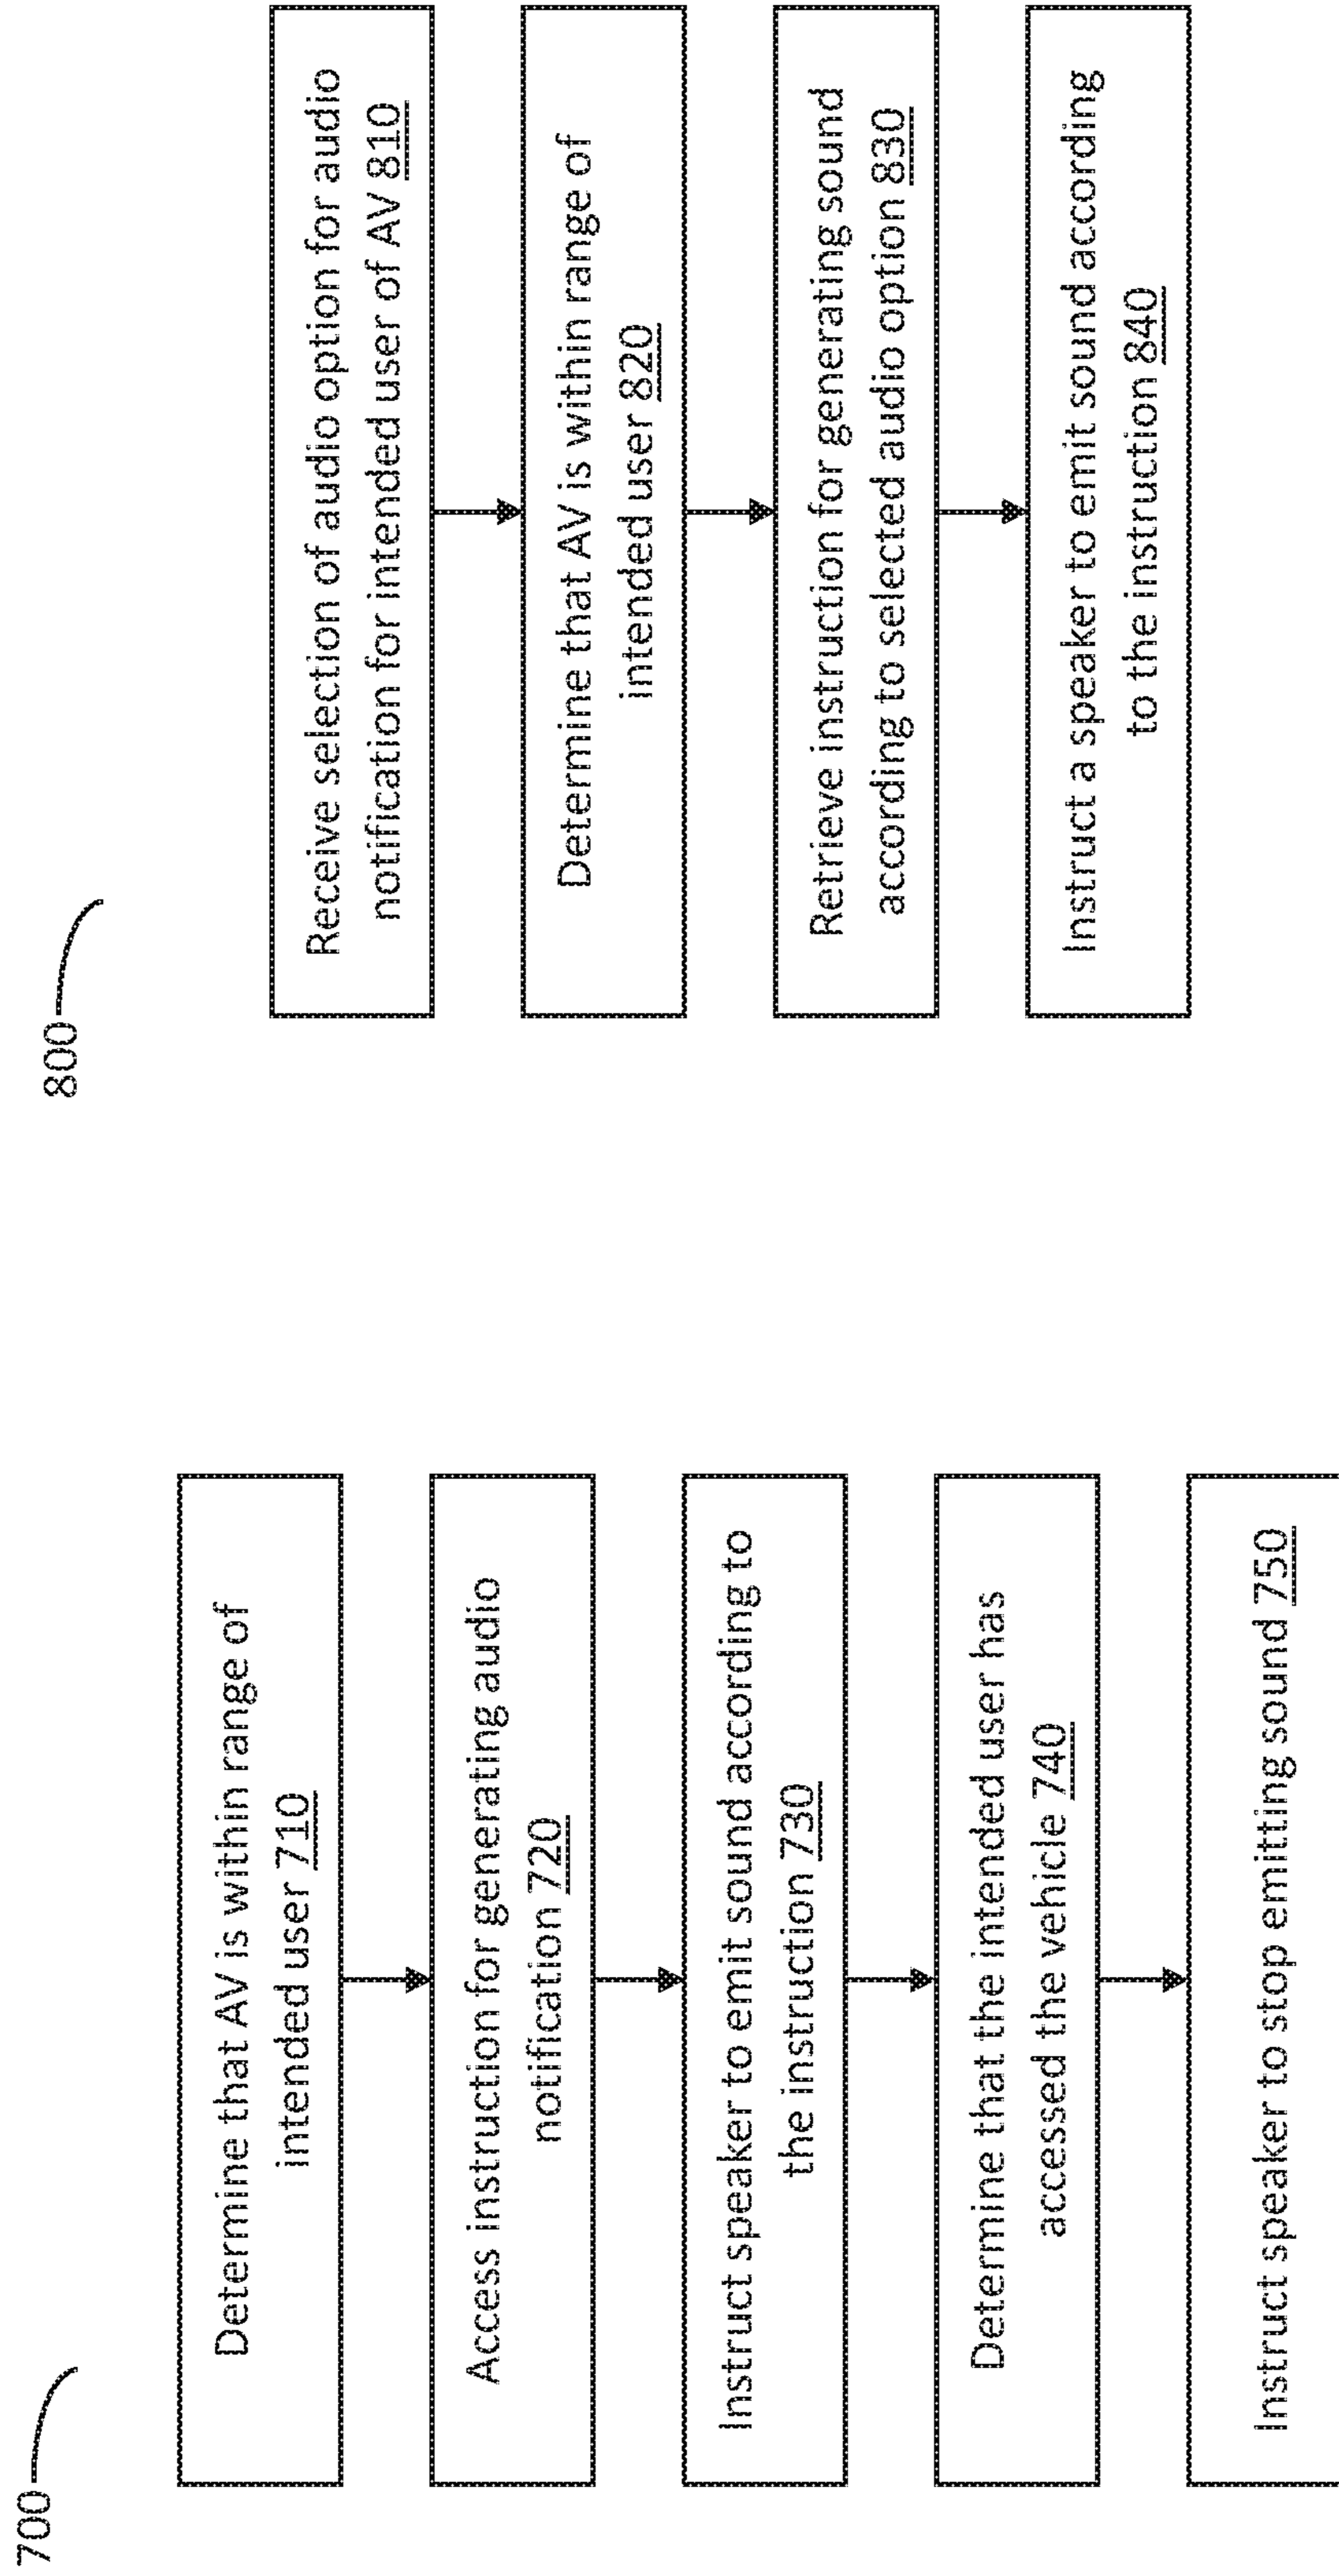 700
Determine that AV is within range of
intended user 710
Access instruction for generating audio
notification 720
Instruct speaker to emit sound according to
the instruction 730
Determine that the intended user has
accessed the vehicle 740
Instruct speaker to stop emitting sound 750
800
Receive selection of audio option for audio
notification for intended user of AV 810
Determine that AV is within range of
intended user 820
Retrieve instruction for generating sound
according to selected audio option 830
Instruct a speaker to emit sound according
to the instruction 840